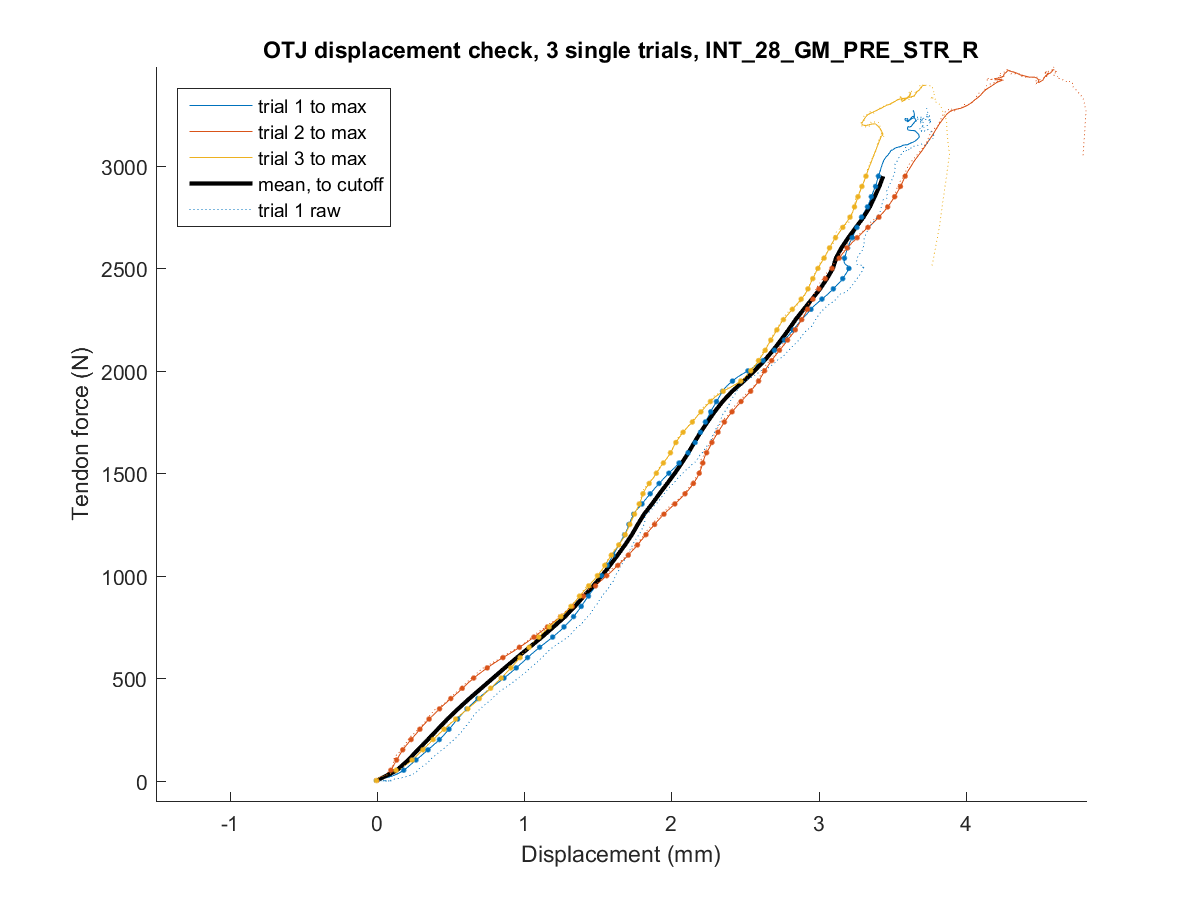 OTJ displacement check, 3 single trials, INT_28_GM_PRE_STR_R
trial 1 to max
trial 2 to max
trial 3 to max
mean, to cutoff
trial 1 raw
Tendon force (N)
3000
2500
2000
1500
1000
500
0
-1 0 1 2 3 4
Displacement (mm)